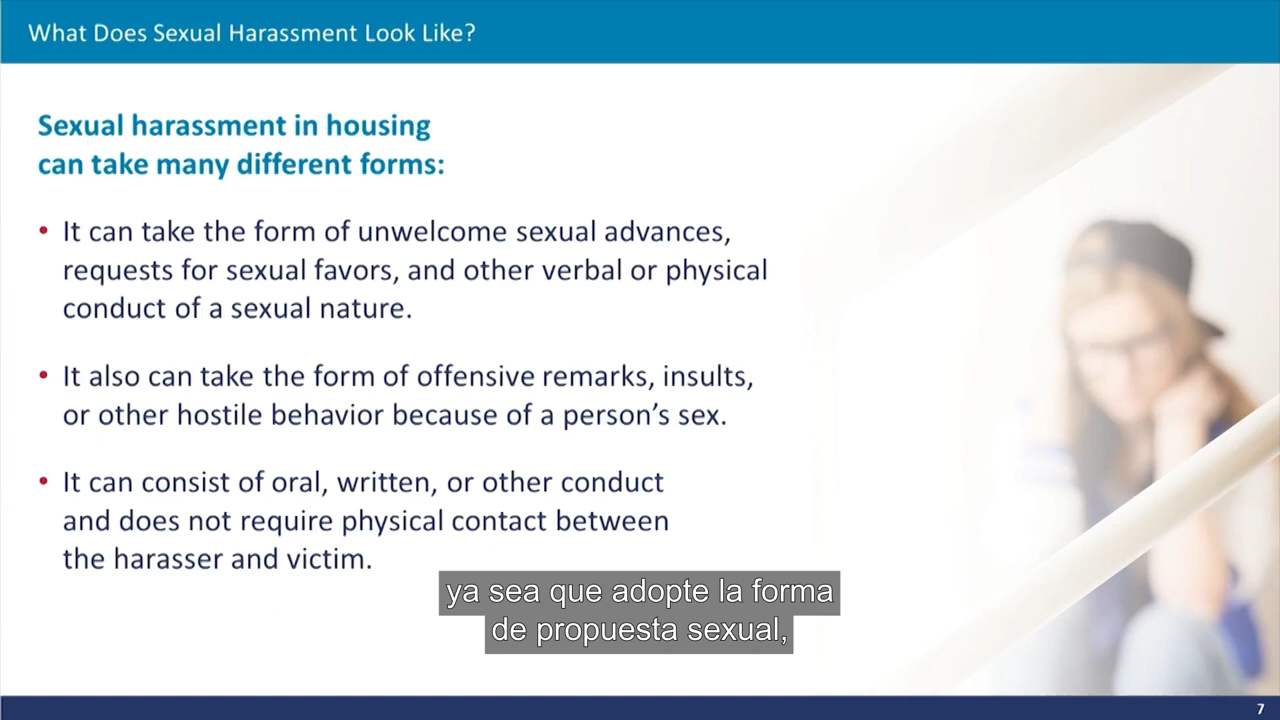 What Does Sexual Harassment Look Like?
Sexual harassment in housing
can take many different forms:
• It can take the form of unwelcome sexual advances,
requests for sexual favors, and other verbal or physical
conduct of a sexual nature.
• It also can take the form of offensive remarks, insults,
or other hostile behavior because of a person’s sex.
• It can consist of oral, written, or other conduct
and does not require physical contact between
the harasser and victim.
ya sea que adopte la forma
de propuesta sexual,
7